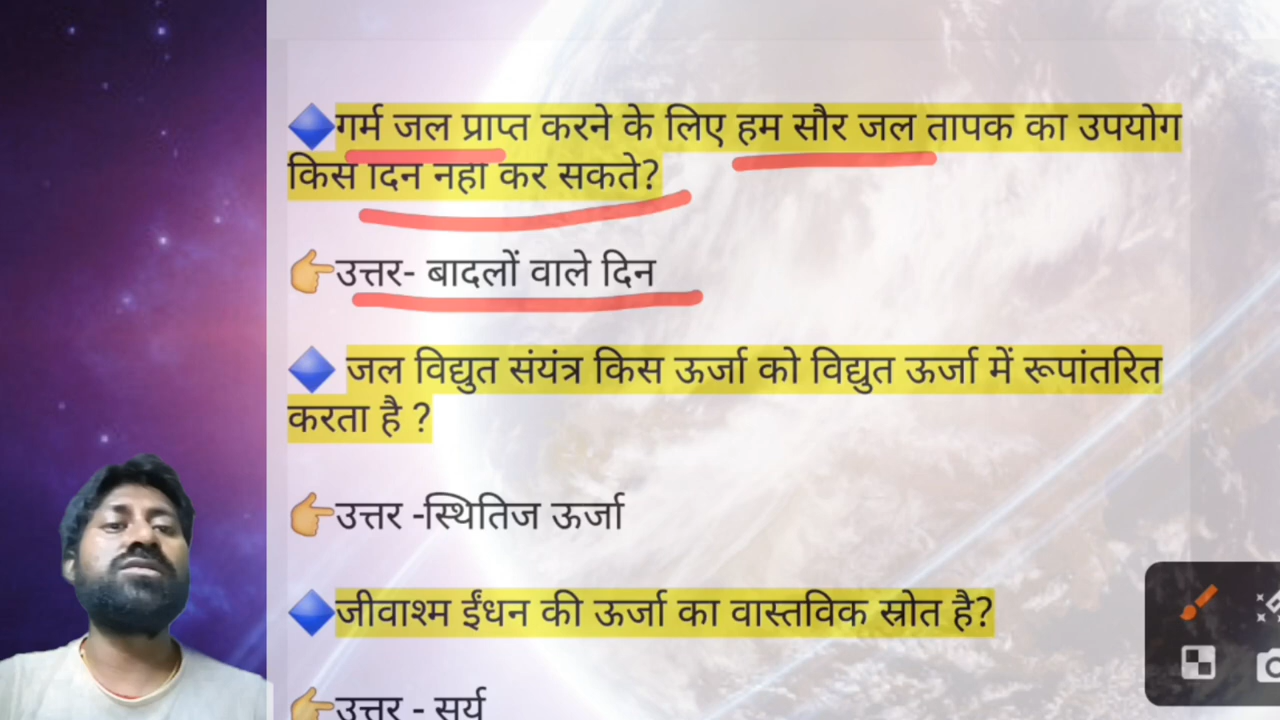 🔷गर्म जल प्राप्त करने के लिए हम सौर जल तापक का उपयोग
किस दिन नहीं कर सकते?
👉उत्तर- बादलों वाले दिन
🔷 जल विद्युत संयंत्र किस ऊर्जा को विद्युत ऊर्जा में रूपांतरित
करता है ?
👉उत्तर -स्थितिज ऊर्जा
🔷जीवाश्म ईंधन की ऊर्जा का वास्तविक स्रोत है?
👉उत्तर - सूर्य